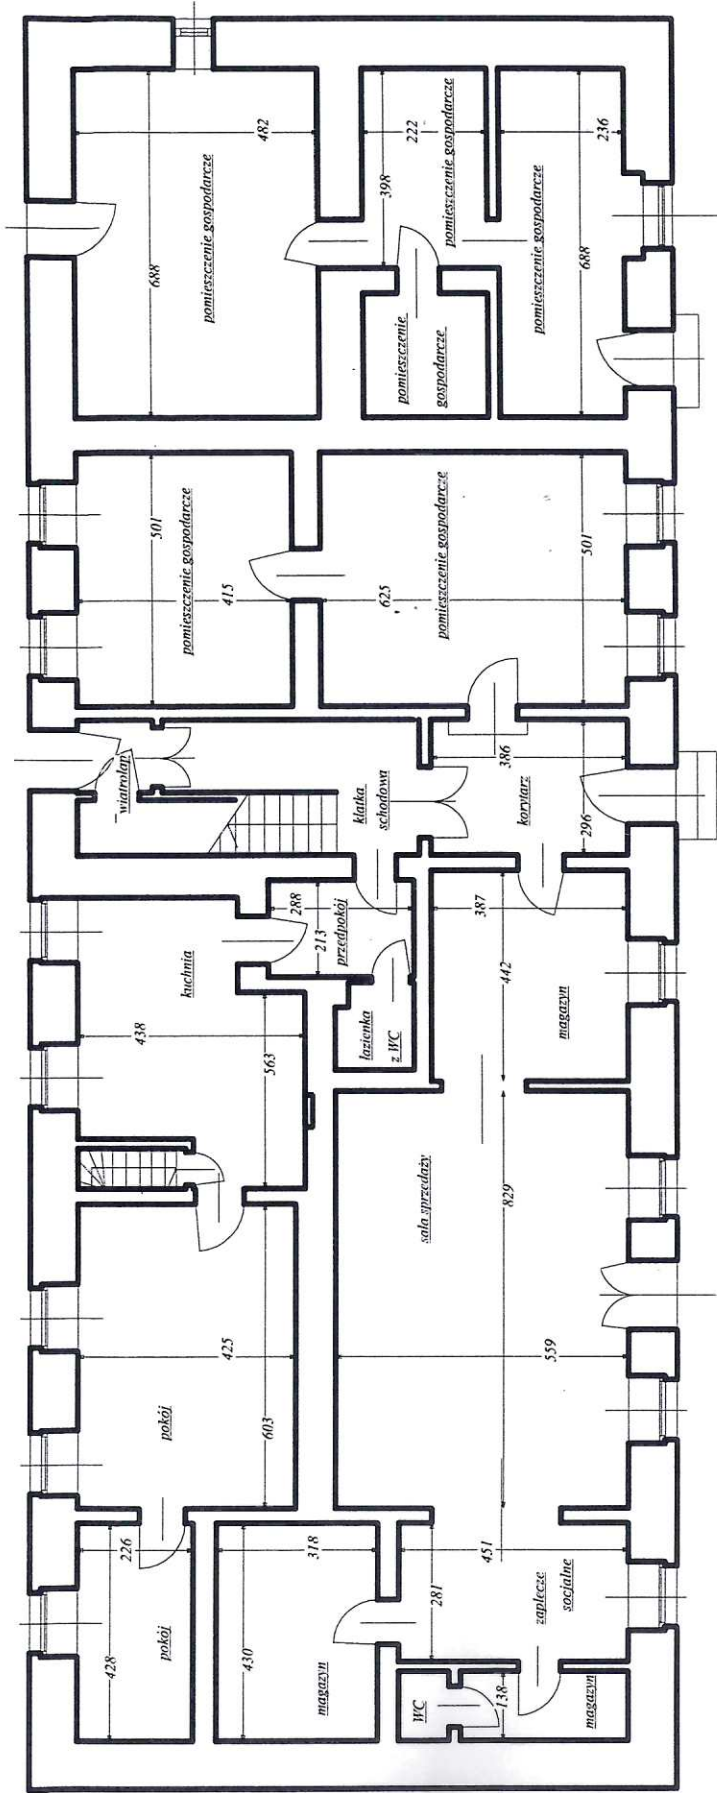 482
688
pomieszczenie gospodarcze
222
398
pomieszczenie gospodarcze
236
688
pomieszczenie gospodarcze
pomieszczenie
gospodarcze
501
415
pomieszczenie gospodarcze
625
501
pomieszczenie gospodarcze
wiatrołap
klatka
schodowa
386
296
korytarz
288
213
przedpokój
kuchnia
438
563
łazienka
z WC
387
442
magazyn
sala sprzedaży
829
559
425
603
pokój
226
428
pokój
318
430
magazyn
451
281
zaplecze
socjalne
WC
138
magazyn